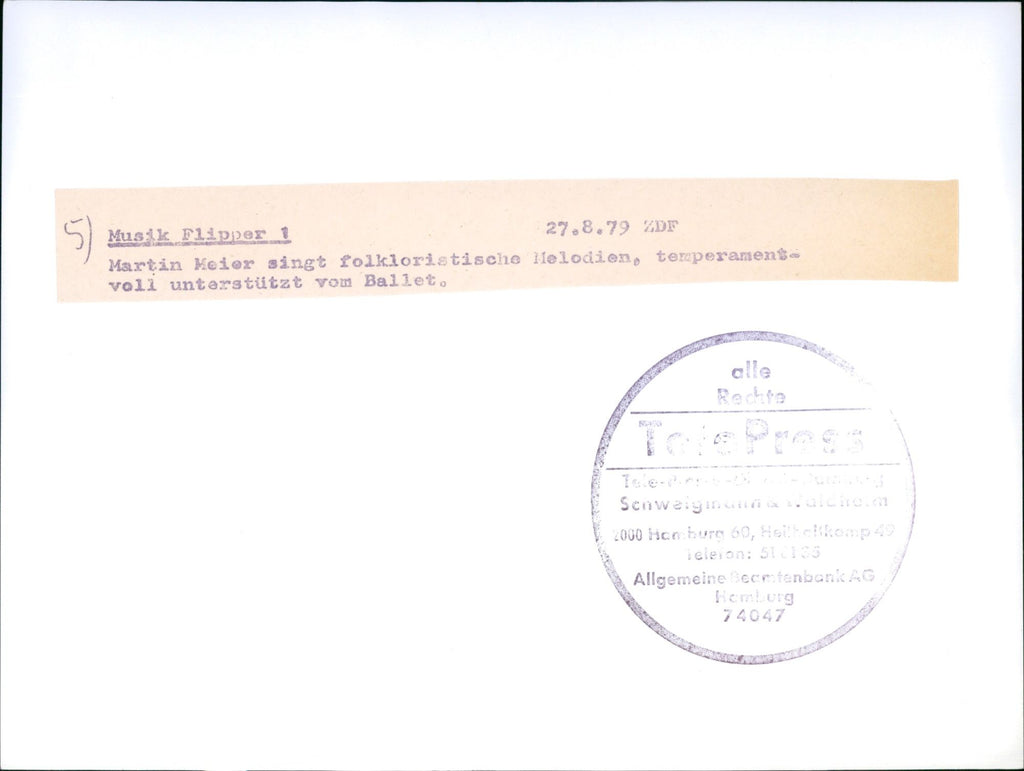 5)
Musik Flipper 1 27.8.79 ZDF
Martin Meier singt folkloristische Melodien, temperament-
voll unterstützt vom Ballet.
alle
Rechte
TelePress
Schweigmann & Waldheim
2000 Hamburg 60, 49
Telefon:
Allgemeine Beamtenbank AG
Hamburg
74047